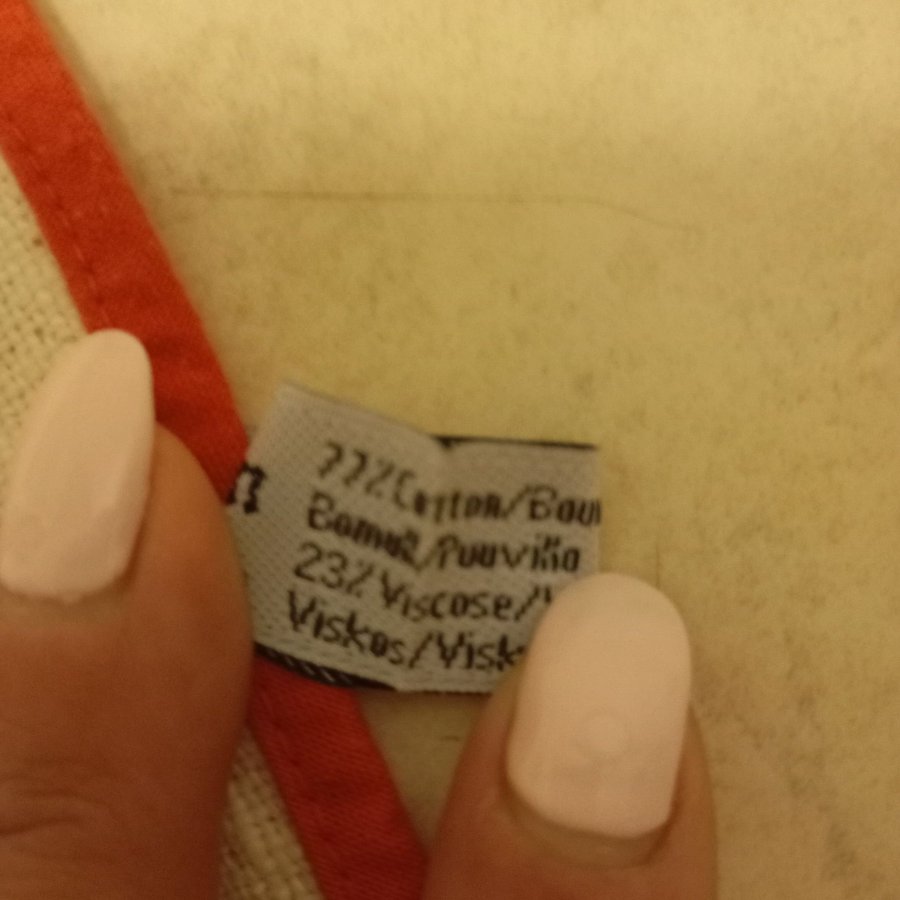 77% Cotton/
Bomull/Puuvilla
23% Viscose/
Viskos/